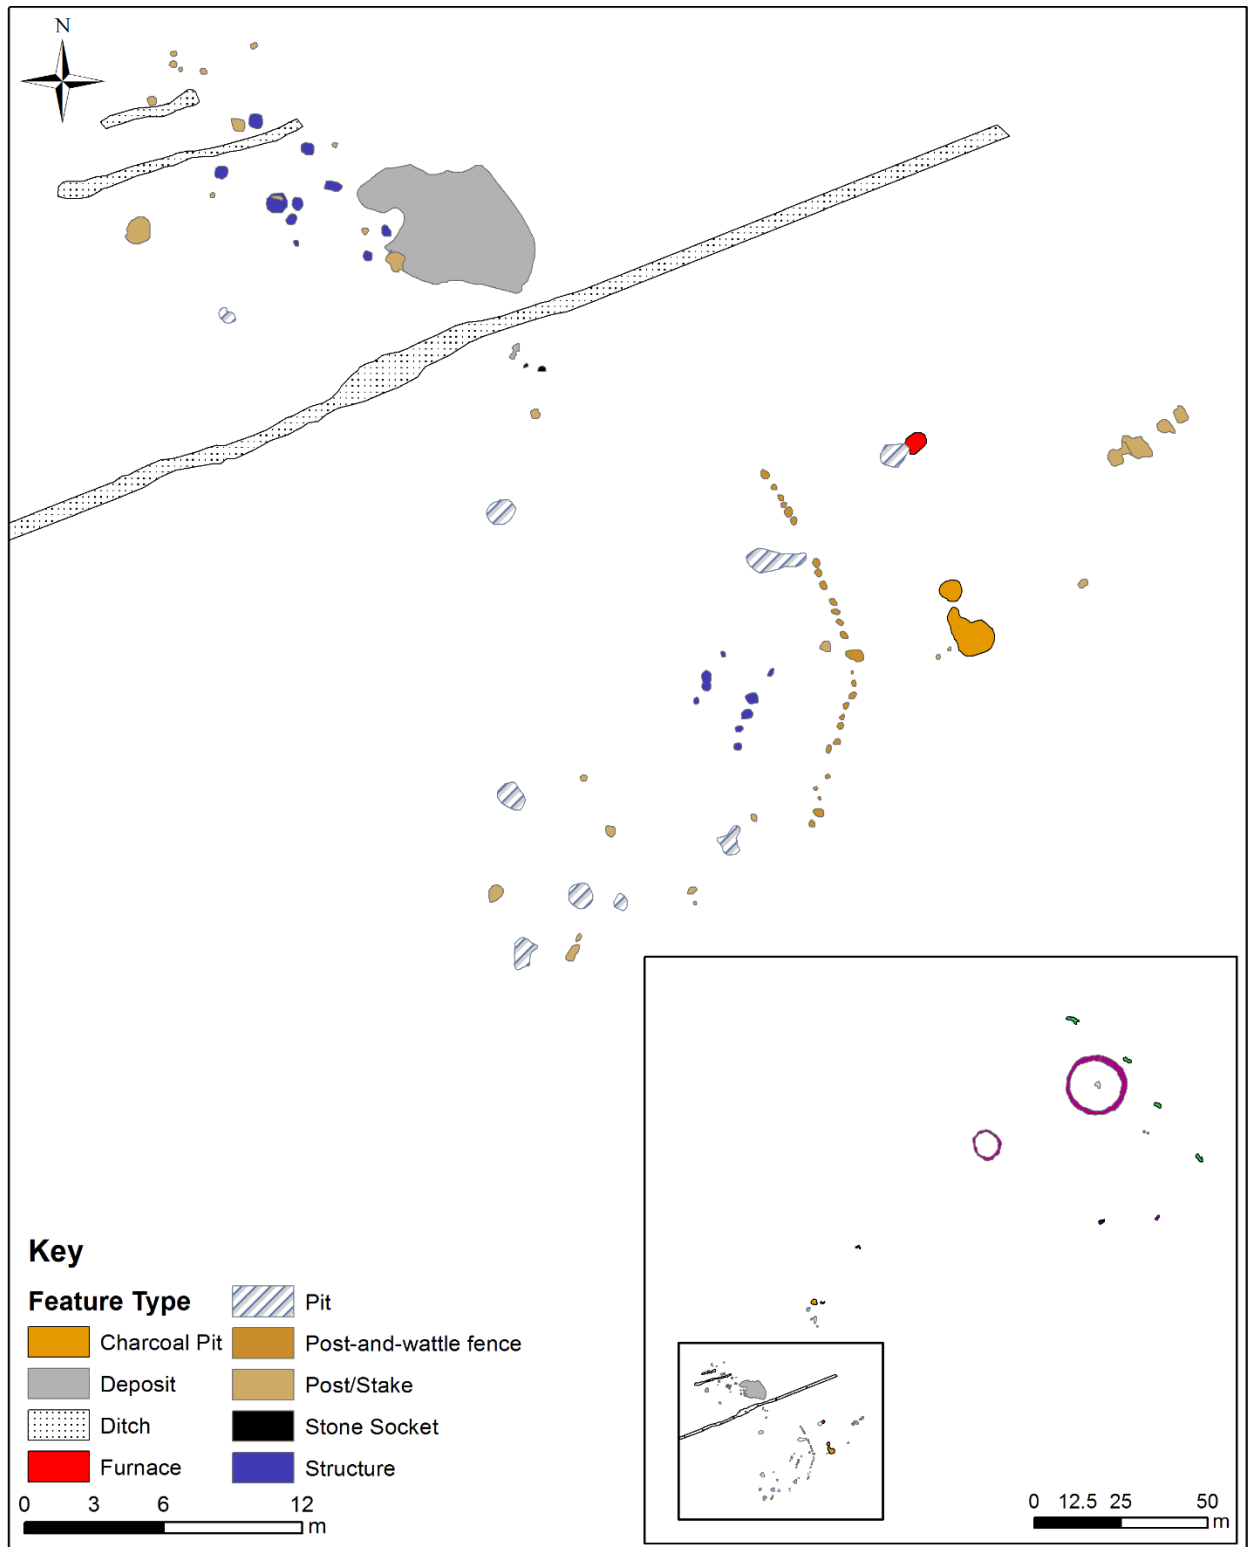 N
Key
Feature Type
Charcoal Pit
Deposit
Ditch
Furnace
Pit
Post-and-wattle fence
Post/Stake
Stone Socket
Structure
0 3 6 12 m
0 12.5 25 50 m